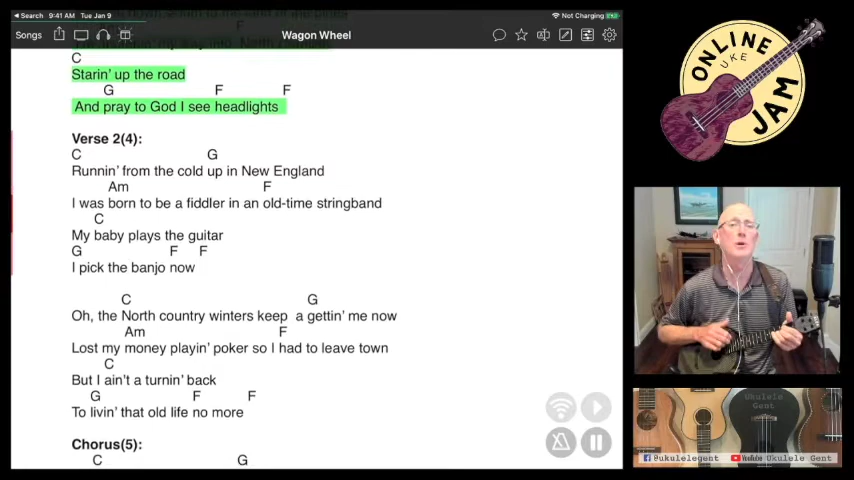 Search 9:41 AM Tue Jan 9
Not Charging
Songs
Wagon Wheel
C
Starin' up the road
G F F
And pray to God I see headlights
Verse 2(4):
C G
Runnin' from the cold up in New England
Am F
I was born to be a fiddler in an old-time stringband
C
My baby plays the guitar
G F F
I pick the banjo now
C G
Oh, the North country winters keep a gettin' me now
Am F
Lost my money playin' poker so I had to leave town
C
But I ain't a turnin' back
G F F
To livin' that old life no more
Chorus(5):
C G
ONLINE
UKE
JAM
Ukulele
Gent
@ukulelegent YouTube Ukulele Gent